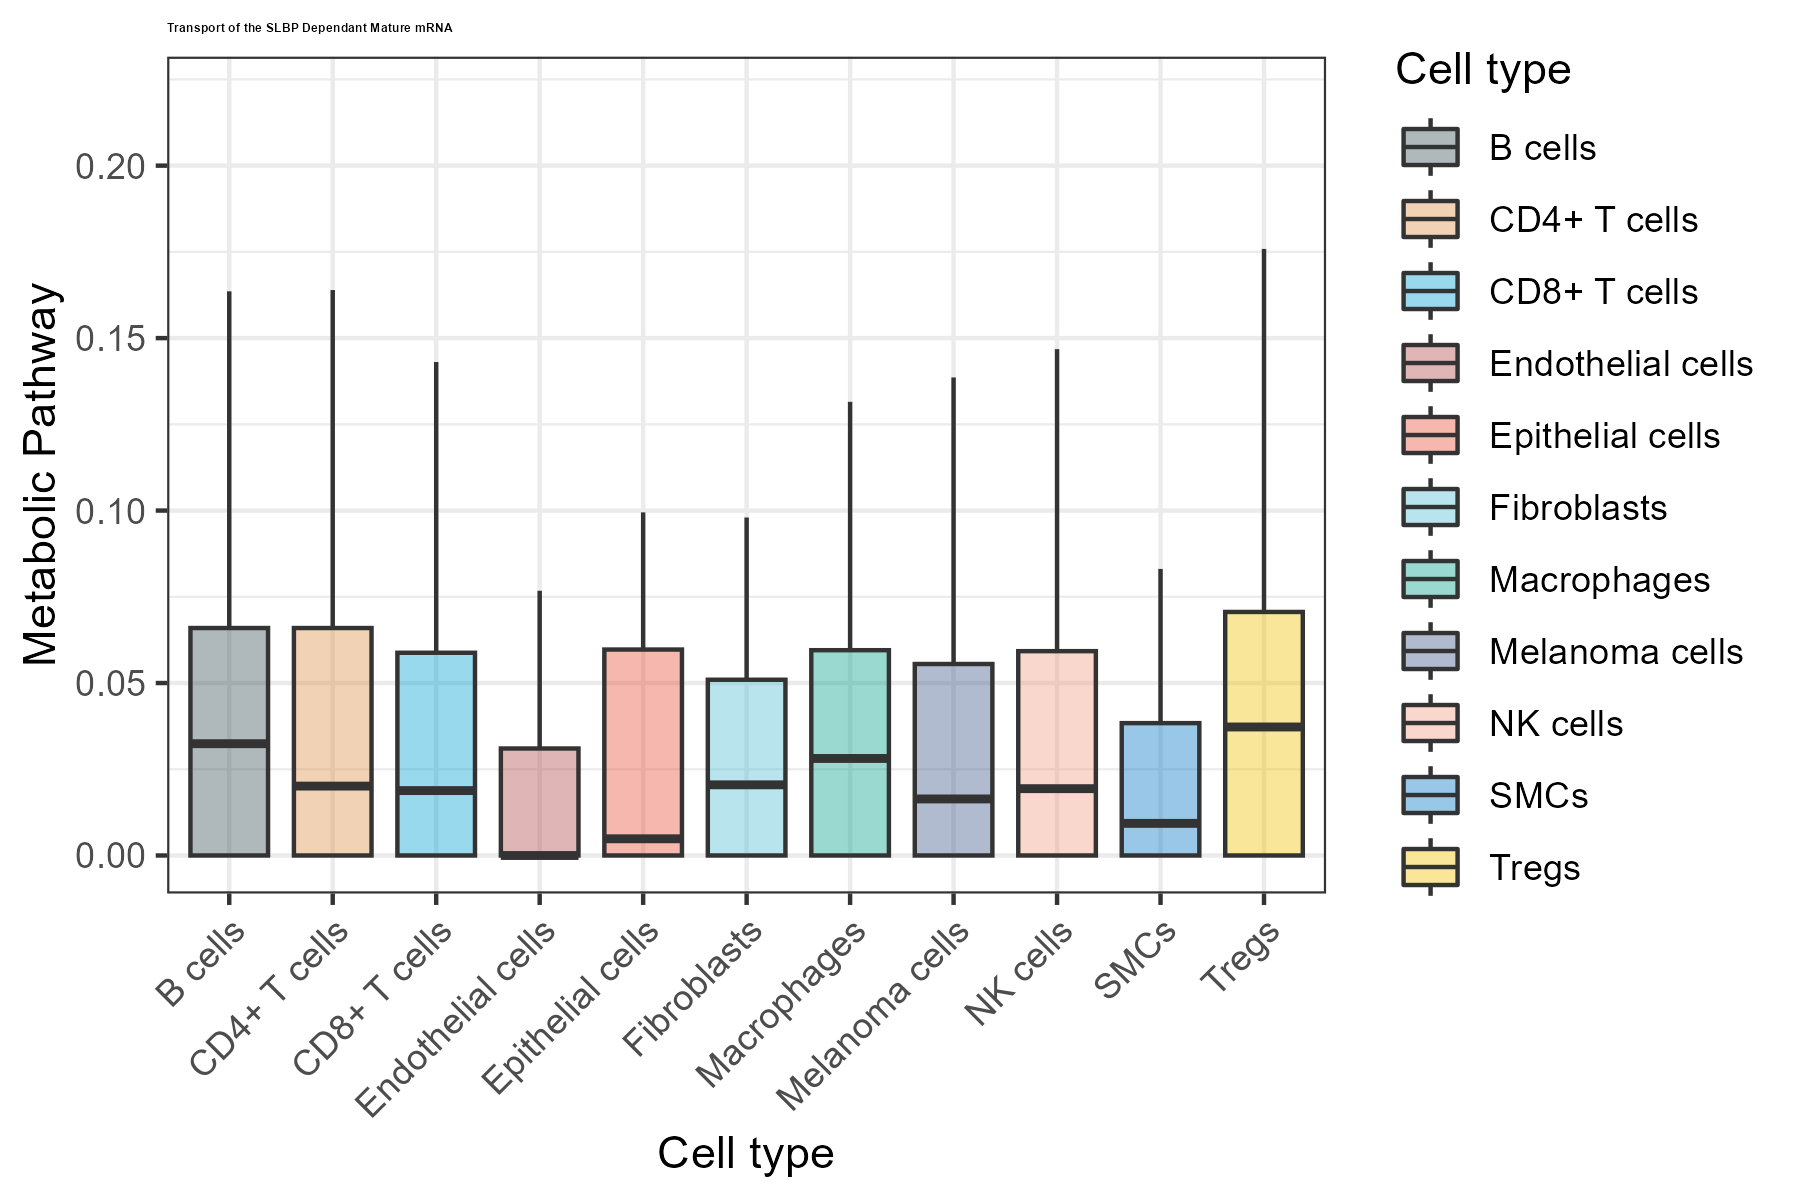 Transport of the SLBP Dependant Mature mRNA
Metabolic Pathway
0.20
0.15
0.10
0.05
0.00
B cells
CD4+ T cells
CD8+ T cells
Endothelial cells
Epithelial cells
Fibroblasts
Macrophages
Melanoma cells
NK cells
SMCs
Tregs
Cell type
Cell type
B cells
CD4+ T cells
CD8+ T cells
Endothelial cells
Epithelial cells
Fibroblasts
Macrophages
Melanoma cells
NK cells
SMCs
Tregs